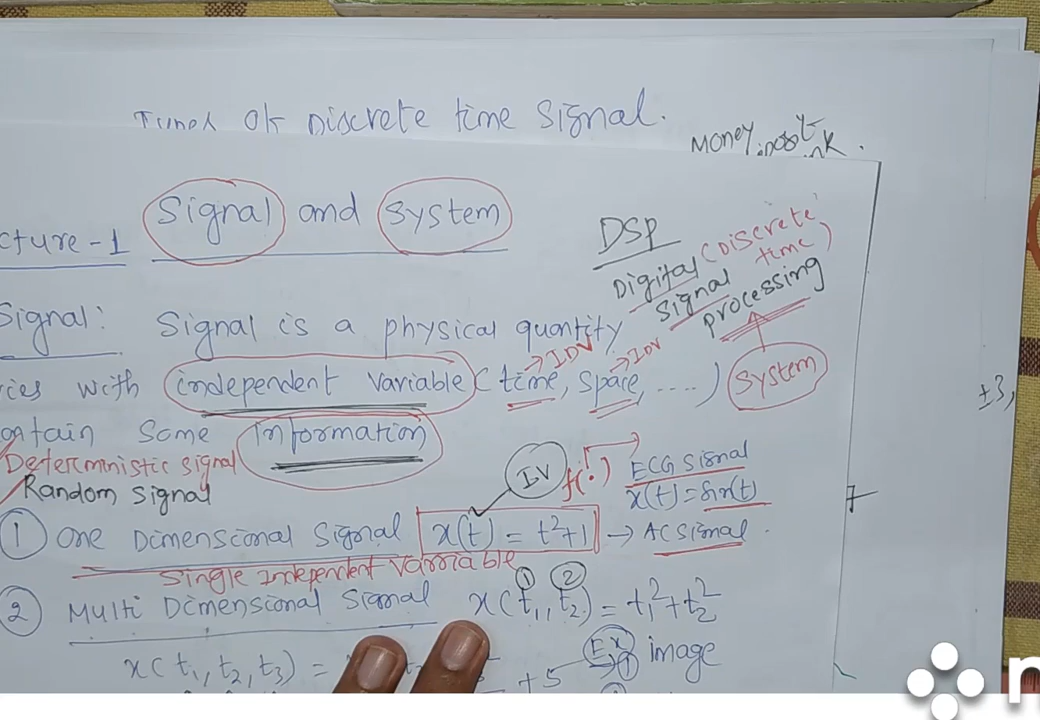 of Discrete time Signal.
Money
cture-1 Signal and System
DSP
Digital (Discrete time)
Signal
processing
System
Signal: Signal is a physical quantity
ries with independent variable (time, space, ....)
→IDV →IDV
ontain Some Information
Deterministic signal
Random Signal
IV f(.) ECG Signal
x(t)=Sin(t)
1 One Dimensional Signal x(t) = t²+1 → AC Signal.
Single Independent Varriable
1 2
2 Multi Dimensional Signal x(t₁, t₂) = t₁²+t₂²
x(t₁, t₂, t₃) = +5 Ex 1 image
±3,